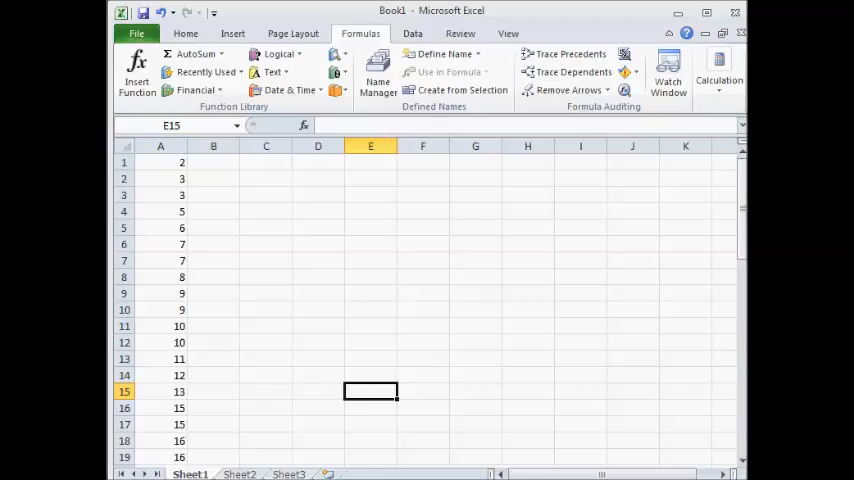 Book1 - Microsoft Excel
File Home Insert Page Layout Formulas Data Review View
fx Insert Function
Σ AutoSum
Recently Used
Financial
Logical
A Text
Date & Time
θ
Function Library
Name Manager
Define Name
Use in Formula
Create from Selection
Defined Names
Trace Precedents
Trace Dependents
Remove Arrows
fx
Formula Auditing
Watch Window
Calculation
E15 fx
A B C D E F G H I J K
1 2
2 3
3 3
4 5
5 6
6 7
7 7
8 8
9 9
10 9
11 10
12 10
13 11
14 12
15 13
16 15
17 15
18 16
19 16
Sheet1 Sheet2 Sheet3